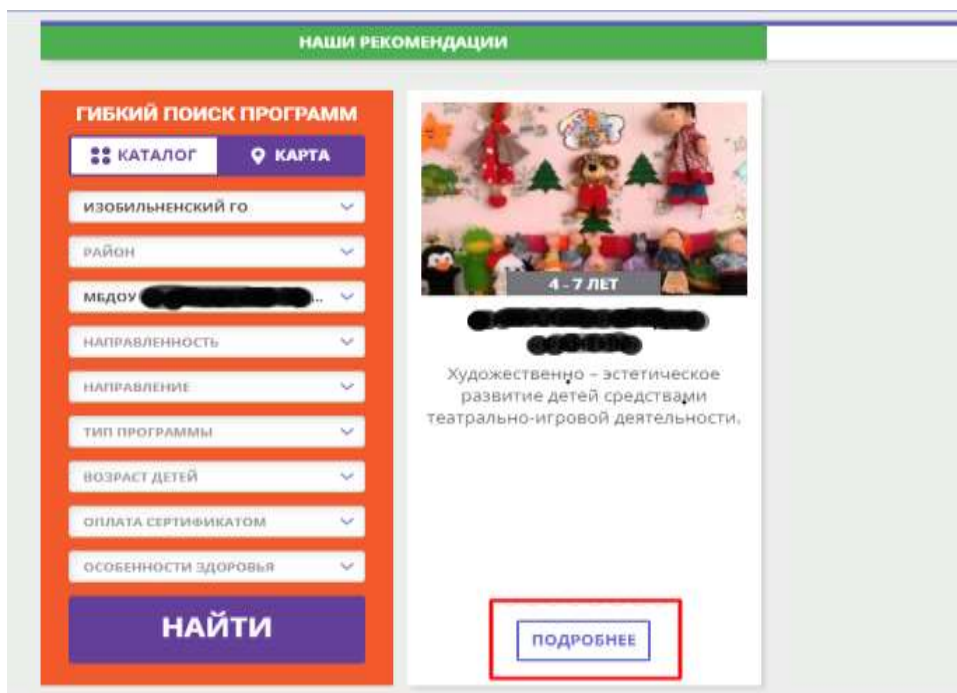 НАШИ РЕКОМЕНДАЦИИ
ГИБКИЙ ПОИСК ПРОГРАММ
КАТАЛОГ
КАРТА
ИЗОБИЛЬНЕНСКИЙ ГО
РАЙОН
МБДОУ
НАПРАВЛЕННОСТЬ
НАПРАВЛЕНИЕ
ТИП ПРОГРАММЫ
ВОЗРАСТ ДЕТЕЙ
ОПЛАТА СЕРТИФИКАТОМ
ОСОБЕННОСТИ ЗДОРОВЬЯ
НАЙТИ
4 - 7 ЛЕТ
Художественно – эстетическое
развитие детей средствами
театрально-игровой деятельности.
ПОДРОБНЕЕ